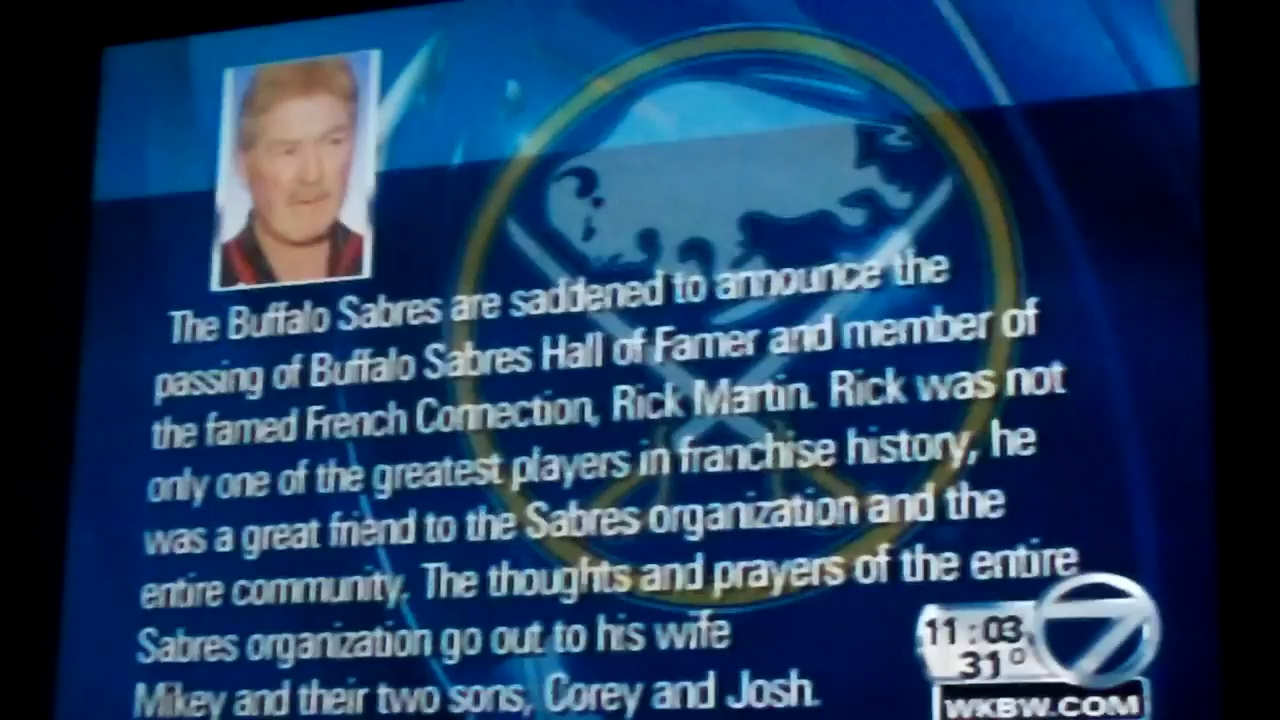 The Buffalo Sabres are saddened to announce the
passing of Buffalo Sabres Hall of Famer and member of
the famed French Connection, Rick Martin. Rick was not
only one of the greatest players in franchise history, he
was a great friend to the Sabres organization and the
entire community. The thoughts and prayers of the entire
Sabres organization go out to his wife
Mikey and their two sons, Corey and Josh.
11:03
31°
7
WKBW.COM